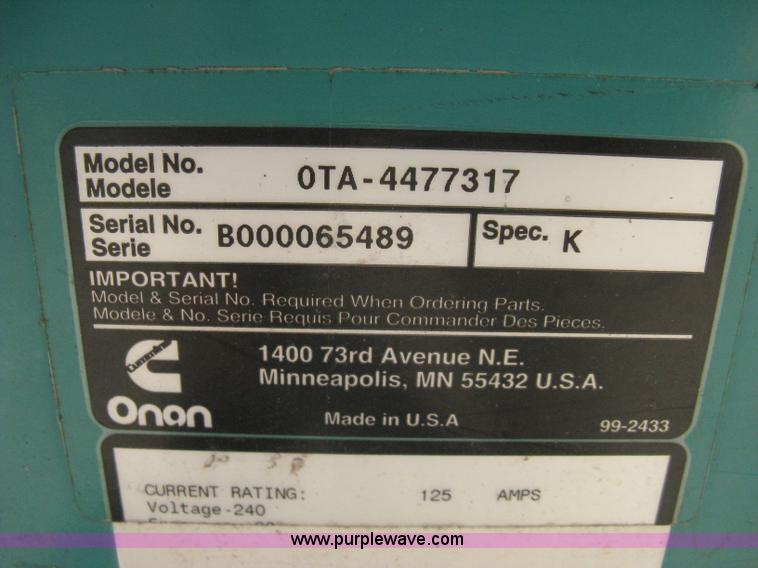 Model No.
Modele
OTA-4477317
Serial No.
Serie
B000065489
Spec. K
IMPORTANT!
Model & Serial No. Required When Ordering Parts.
Modele & No. Serie Requis Pour Commander Des Pieces.
Cummins
Onan
1400 73rd Avenue N.E.
Minneapolis, MN 55432 U.S.A.
Made in U.S.A
99-2433
CURRENT RATING: 125 AMPS
Voltage-240
www.purplewave.com